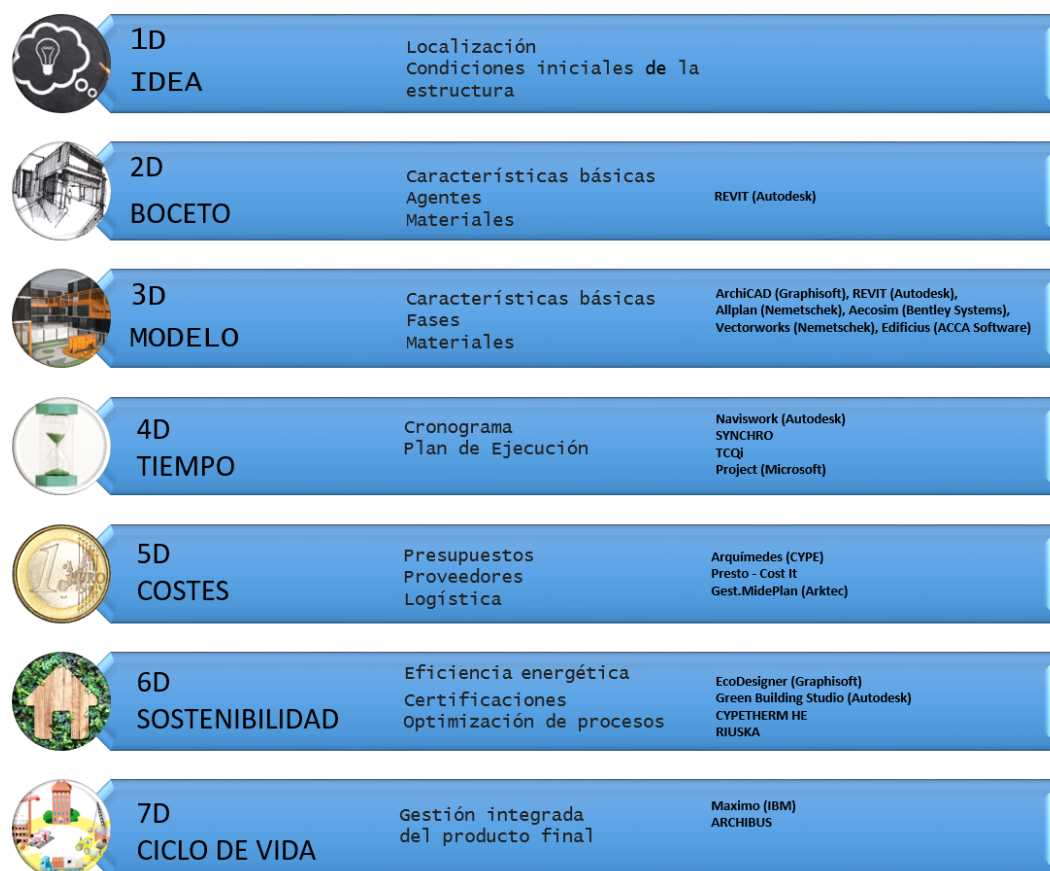 1D
IDEA
Localización
Condiciones iniciales de la
estructura
2D
BOCETO
Características básicas
Agentes
Materiales
REVIT (Autodesk)
3D
MODELO
Características básicas
Fases
Materiales
ArchiCAD (Graphisoft), REVIT (Autodesk),
Allplan (Nemetschek), Aecosim (Bentley Systems),
Vectorworks (Nemetschek), Edificius (ACCA Software)
4D
TIEMPO
Cronograma
Plan de Ejecución
Naviswork (Autodesk)
SYNCHRO
TCQi
Project (Microsoft)
1
EURO
5D
COSTES
Presupuestos
Proveedores
Logística
Arquímedes (CYPE)
Presto - Cost It
Gest.MidePlan (Arktec)
6D
SOSTENIBILIDAD
Eficiencia energética
Certificaciones
Optimización de procesos
EcoDesigner (Graphisoft)
Green Building Studio (Autodesk)
CYPETHERM HE
RIUSKA
7D
CICLO DE VIDA
Gestión integrada
del producto final
Maximo (IBM)
ARCHIBUS